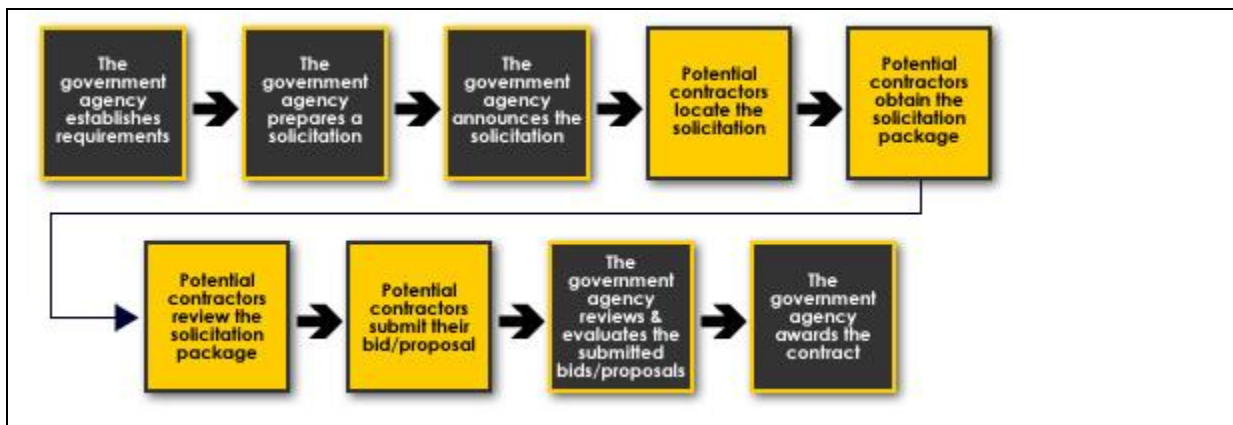 The
government
agency
establishes
requirements
The
government
agency
prepares a
solicitation
The
government
agency
announces the
solicitation
Potential
contractors
locate the
solicitation
Potential
contractors
obtain the
solicitation
package
Potential
contractors
review the
solicitation
package
Potential
contractors
submit their
bid/proposal
The
government
agency
reviews &
evaluates the
submitted
bids/proposals
The
government
agency
awards the
contract